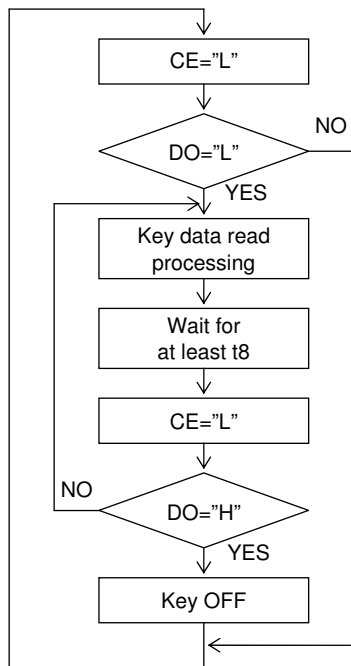 CE=”L”
NO
DO=”L”
YES
Key data read
processing
Wait for
at least t8
CE=”L”
NO
DO=”H”
YES
Key OFF